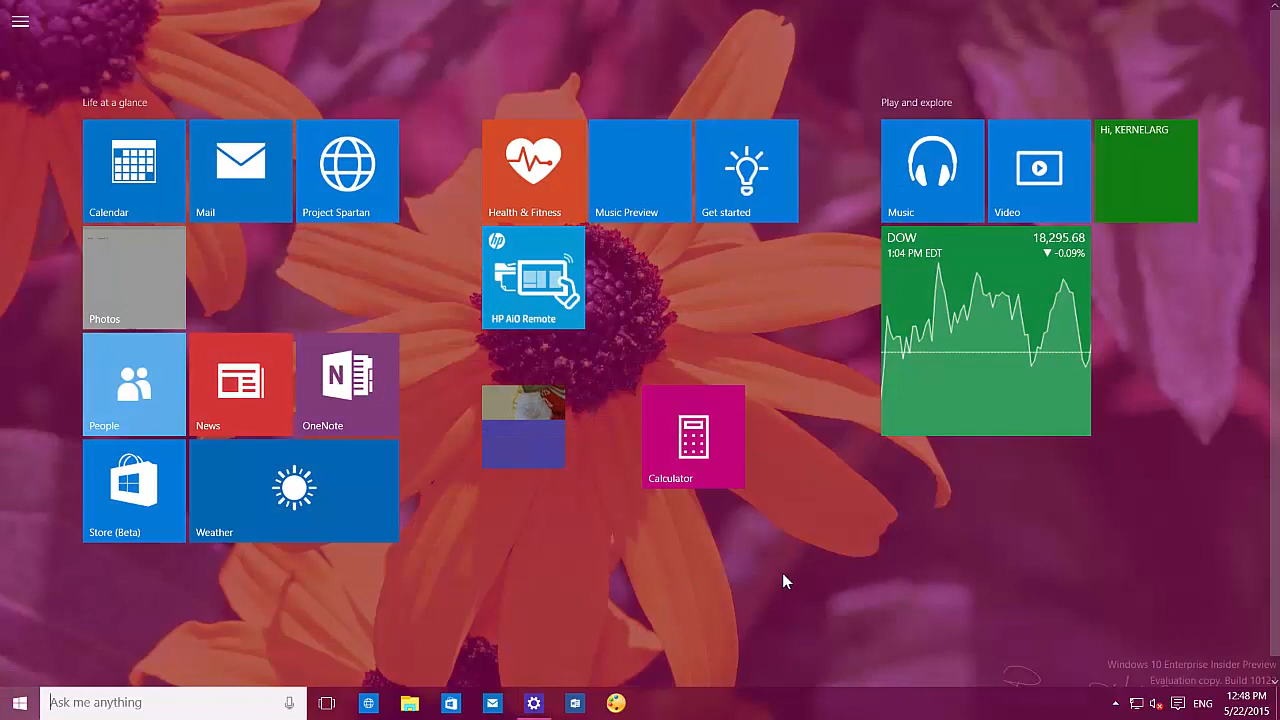 Life at a glance
Calendar
Mail
Project Spartan
Photos
People
News
N
OneNote
Store (Beta)
Weather
Health & Fitness
Music Preview
Get started
hp
HP AiO Remote
Calculator
Play and explore
Music
Video
Hi, KERNELARG
DOW 18,295.68
1:04 PM EDT ▼ -0.09%
Windows 10 Enterprise Insider Preview
Evaluation copy. Build 1012
Ask me anything
ENG
12:48 PM
5/22/2015